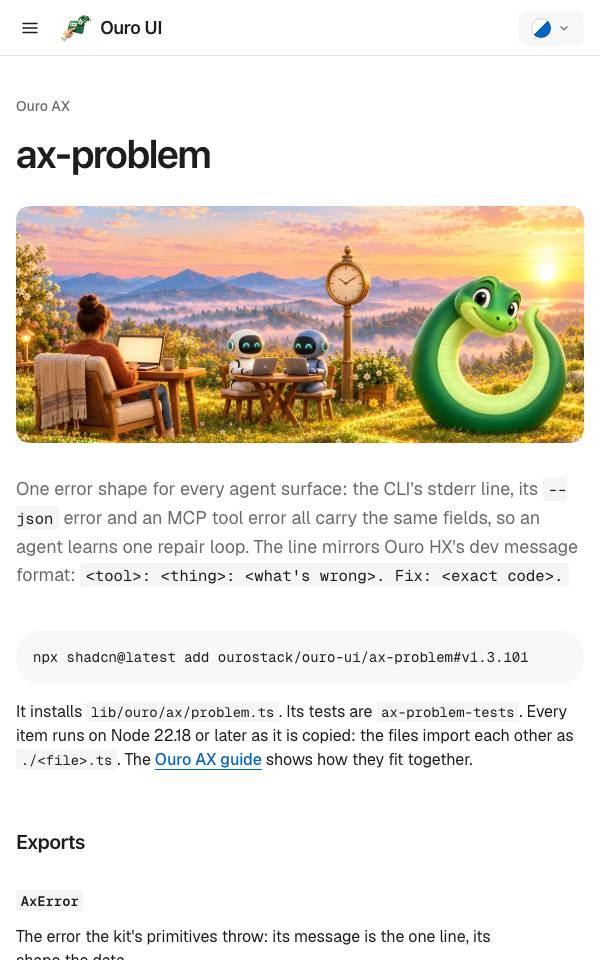 Ouro UI
Ouro AX
ax-problem
One error shape for every agent surface: the CLI's stderr line, its --
json error and an MCP tool error all carry the same fields, so an
agent learns one repair loop. The line mirrors Ouro HX's dev message
format: <tool>: <thing>: <what's wrong>. Fix: <exact code>.
npx shadcn@latest add ourostack/ouro-ui/ax-problem#v1.3.101
It installs lib/ouro/ax/problem.ts. Its tests are ax-problem-tests. Every
item runs on Node 22.18 or later as it is copied: the files import each other as
./<file>.ts. The Ouro AX guide shows how they fit together.
Exports
AxError
The error the kit's primitives throw: its message is the one line, its
shape the data